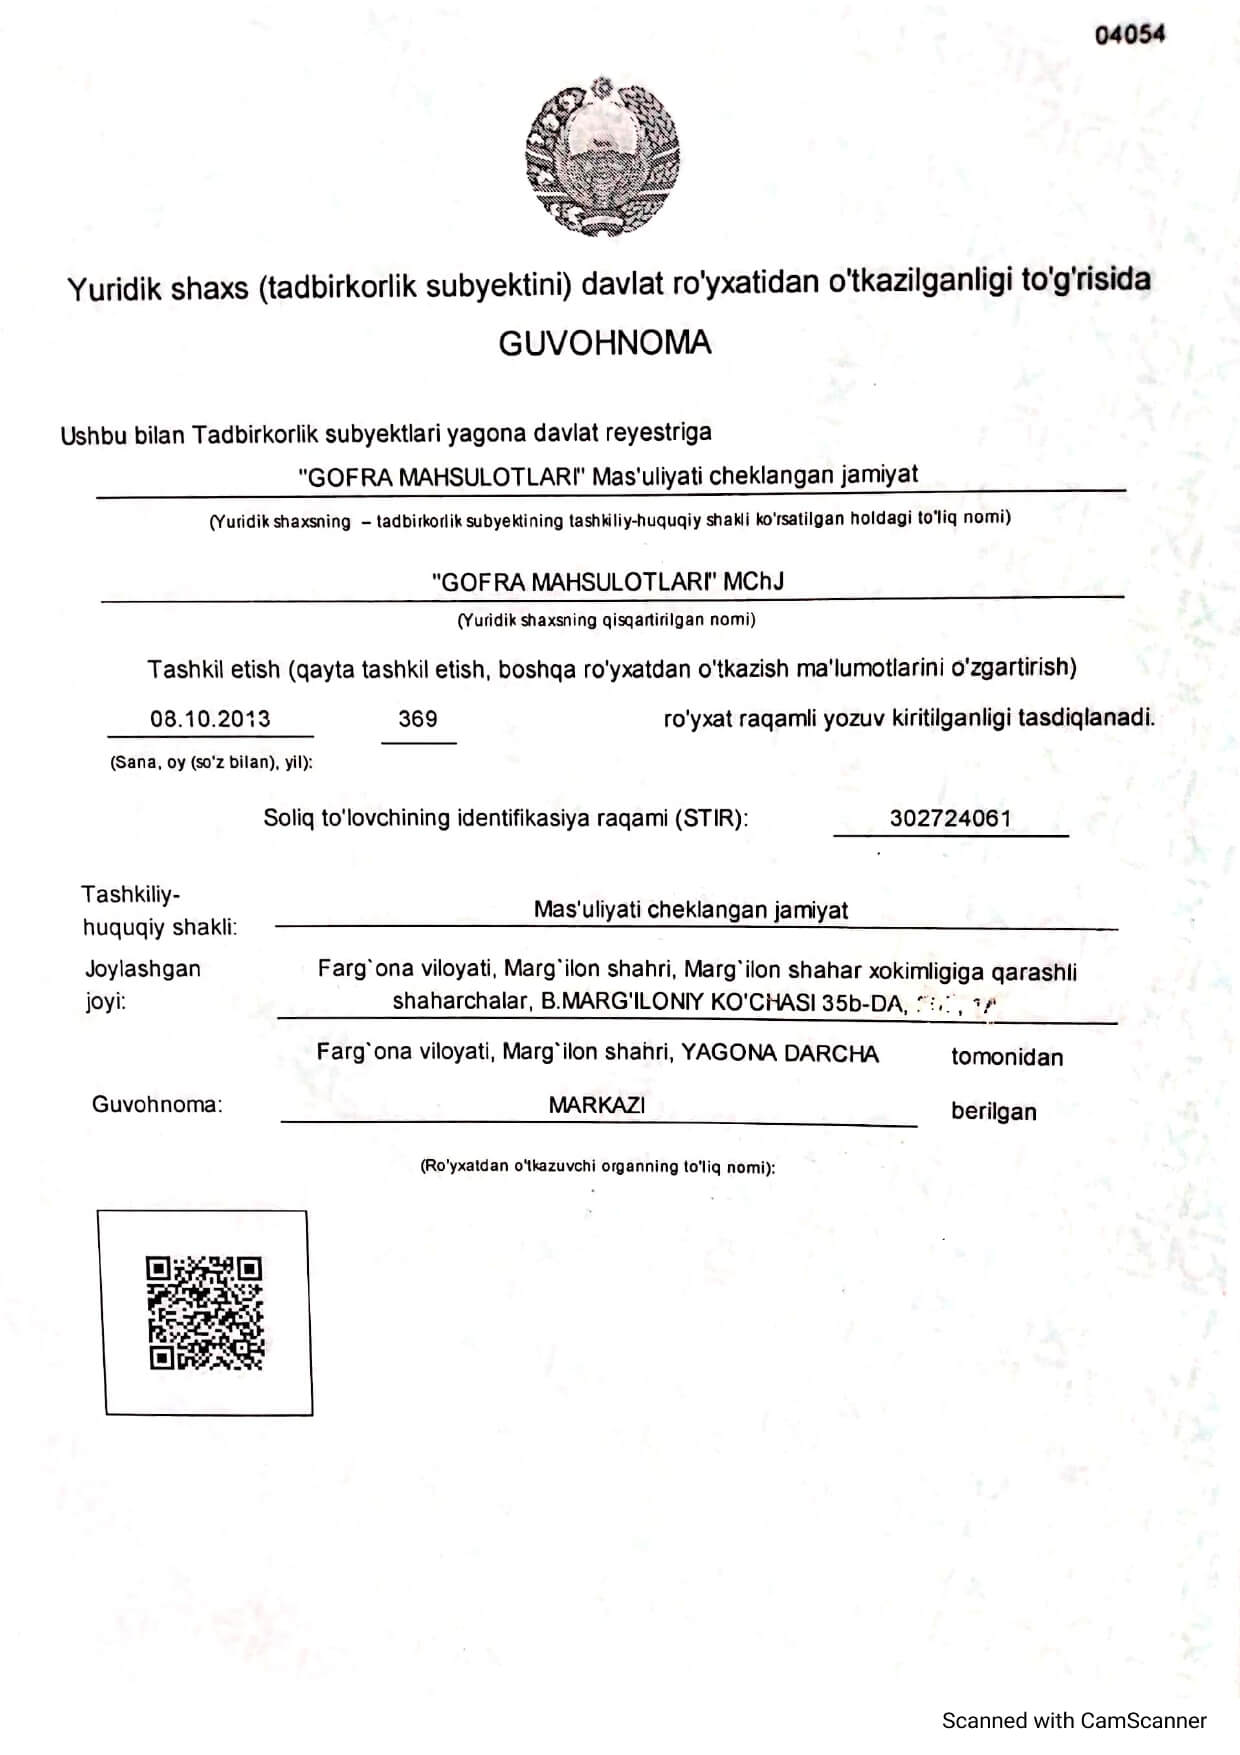 04054
Yuridik shaxs (tadbirkorlik subyektini) davlat ro'yxatidan o'tkazilganligi to'g'risida
GUVOHNOMA
Ushbu bilan Tadbirkorlik subyektlari yagona davlat reyestriga
"GOFRA MAHSULOTLARI" Mas'uliyati cheklangan jamiyat
(Yuridik shaxsning – tadbirkorlik subyektining tashkiliy-huquqiy shakli ko'rsatilgan holdagi to'liq nomi)
"GOFRA MAHSULOTLARI" MChJ
(Yuridik shaxsning qisqartirilgan nomi)
Tashkil etish (qayta tashkil etish, boshqa ro'yxatdan o'tkazish ma'lumotlarini o'zgartirish)
08.10.2013 369 ro'yxat raqamli yozuv kiritilganligi tasdiqlanadi.
(Sana, oy (so'z bilan), yil):
Soliq to'lovchining identifikasiya raqami (STIR): 302724061
Tashkiliy-
huquqiy shakli: Mas'uliyati cheklangan jamiyat
Joylashgan Farg`ona viloyati, Marg`ilon shahri, Marg`ilon shahar xokimligiga qarashli
joyi: shaharchalar, B.MARG'ILONIY KO'CHASI 35b-DA,
Farg`ona viloyati, Marg`ilon shahri, YAGONA DARCHA tomonidan
Guvohnoma: MARKAZI berilgan
(Ro'yxatdan o'tkazuvchi organning to'liq nomi):
Scanned with CamScanner